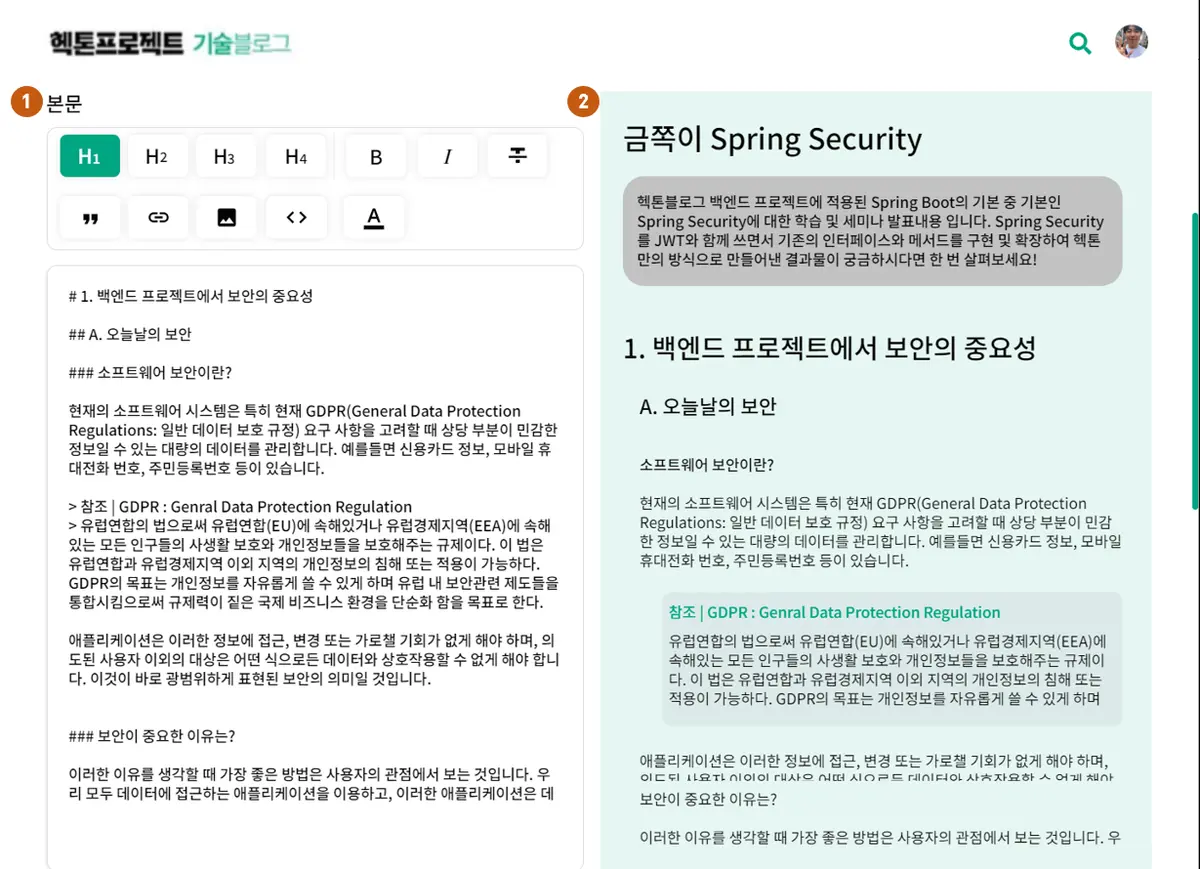 헥톤프로젝트 기술블로그
1 본문
H1 H2 H3 H4 B I T
" <> A
# 1. 백엔드 프로젝트에서 보안의 중요성
## A. 오늘날의 보안
### 소프트웨어 보안이란?
현재의 소프트웨어 시스템은 특히 현재 GDPR(General Data Protection
Regulations: 일반 데이터 보호 규정) 요구 사항을 고려할 때 상당 부분이 민감한
정보일 수 있는 대량의 데이터를 관리합니다. 예를들면 신용카드 정보, 모바일 휴
대전화 번호, 주민등록번호 등이 있습니다.
> 참조 | GDPR : Genral Data Protection Regulation
> 유럽연합의 법으로써 유럽연합(EU)에 속해있거나 유럽경제지역(EEA)에 속해
있는 모든 인구들의 사생활 보호와 개인정보들을 보호해주는 규제이다. 이 법은
유럽연합과 유럽경제지역 이외 지역의 개인정보의 침해 또는 적용이 가능하다.
GDPR의 목표는 개인정보를 자유롭게 쓸 수 있게 하며 유럽 내 보안관련 제도들을
통합시킴으로써 규제력이 짙은 국제 비즈니스 환경을 단순화 함을 목표로 한다.
애플리케이션은 이러한 정보에 접근, 변경 또는 가로챌 기회가 없게 해야 하며, 의
도된 사용자 이외의 대상은 어떤 식으로든 데이터와 상호작용할 수 없게 해야 합니
다. 이것이 바로 광범위하게 표현된 보안의 의미일 것입니다.
### 보안이 중요한 이유는?
이러한 이유를 생각할 때 가장 좋은 방법은 사용자의 관점에서 보는 것입니다. 우
리 모두 데이터에 접근하는 애플리케이션을 이용하고, 이러한 애플리케이션은 데
2
금쪽이 Spring Security
헥톤블로그 백엔드 프로젝트에 적용된 Spring Boot의 기본 중 기본인
Spring Security에 대한 학습 및 세미나 발표내용 입니다. Spring Security
를 JWT와 함께 쓰면서 기존의 인터페이스와 메서드를 구현 및 확장하여 헥톤
만의 방식으로 만들어낸 결과물이 궁금하시다면 한 번 살펴보세요!
1. 백엔드 프로젝트에서 보안의 중요성
A. 오늘날의 보안
소프트웨어 보안이란?
현재의 소프트웨어 시스템은 특히 현재 GDPR(General Data Protection
Regulations: 일반 데이터 보호 규정) 요구 사항을 고려할 때 상당 부분이 민감
한 정보일 수 있는 대량의 데이터를 관리합니다. 예를들면 신용카드 정보, 모바일
휴대전화 번호, 주민등록번호 등이 있습니다.
참조 | GDPR : Genral Data Protection Regulation
유럽연합의 법으로써 유럽연합(EU)에 속해있거나 유럽경제지역(EEA)에
속해있는 모든 인구들의 사생활 보호와 개인정보들을 보호해주는 규제이
다. 이 법은 유럽연합과 유럽경제지역 이외 지역의 개인정보의 침해 또는
적용이 가능하다. GDPR의 목표는 개인정보를 자유롭게 쓸 수 있게 하며
애플리케이션은 이러한 정보에 접근, 변경 또는 가로챌 기회가 없게 해야 하며,
의도된 사용자 이외의 대상은 어떤 식으로든 데이터와 상호작용할 수 없게 해야
보안이 중요한 이유는?
이러한 이유를 생각할 때 가장 좋은 방법은 사용자의 관점에서 보는 것입니다. 우